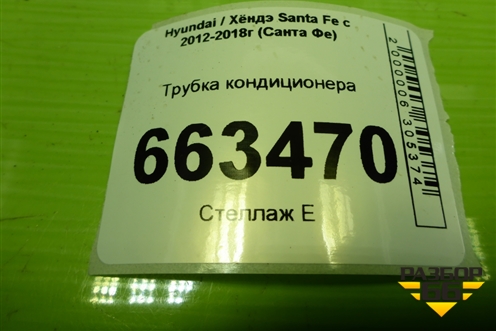 Hyundai / Хёндэ Santa Fe с
2012-2018г (Санта Фе)
Трубка кондиционера
663470
Стеллаж Е
2000006305374
РАЗБОР